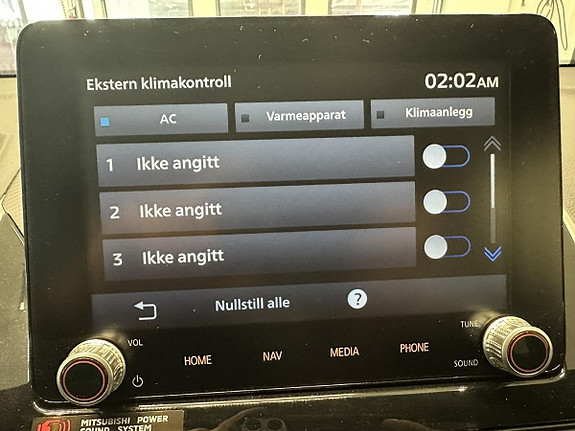 Ekstern klimakontroll 02:02AM
AC Varmeapparat Klimaanlegg
1 Ikke angitt
2 Ikke angitt
3 Ikke angitt
Nullstill alle ?
VOL TUNE
HOME NAV MEDIA PHONE
SOUND
MITSUBISHI POWER
SOUND SYSTEM